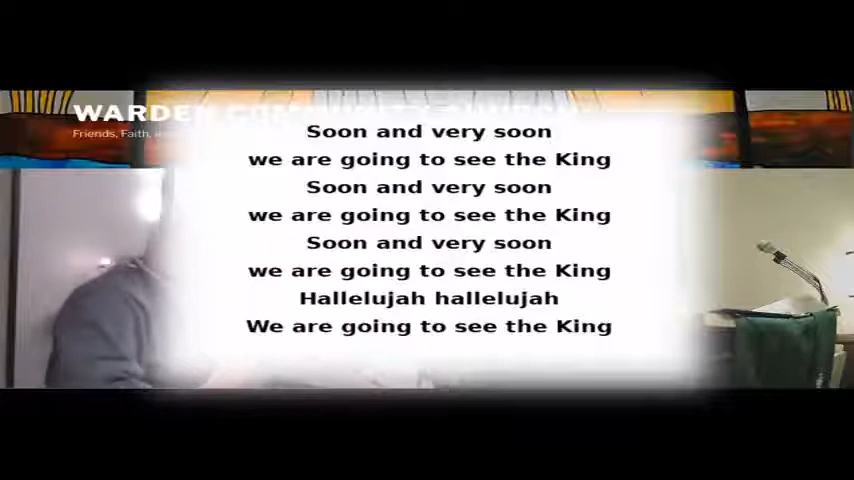 WARDEN COMMUNITY CHURCH
Friends, Faith,
Soon and very soon
we are going to see the King
Soon and very soon
we are going to see the King
Soon and very soon
we are going to see the King
Hallelujah hallelujah
We are going to see the King